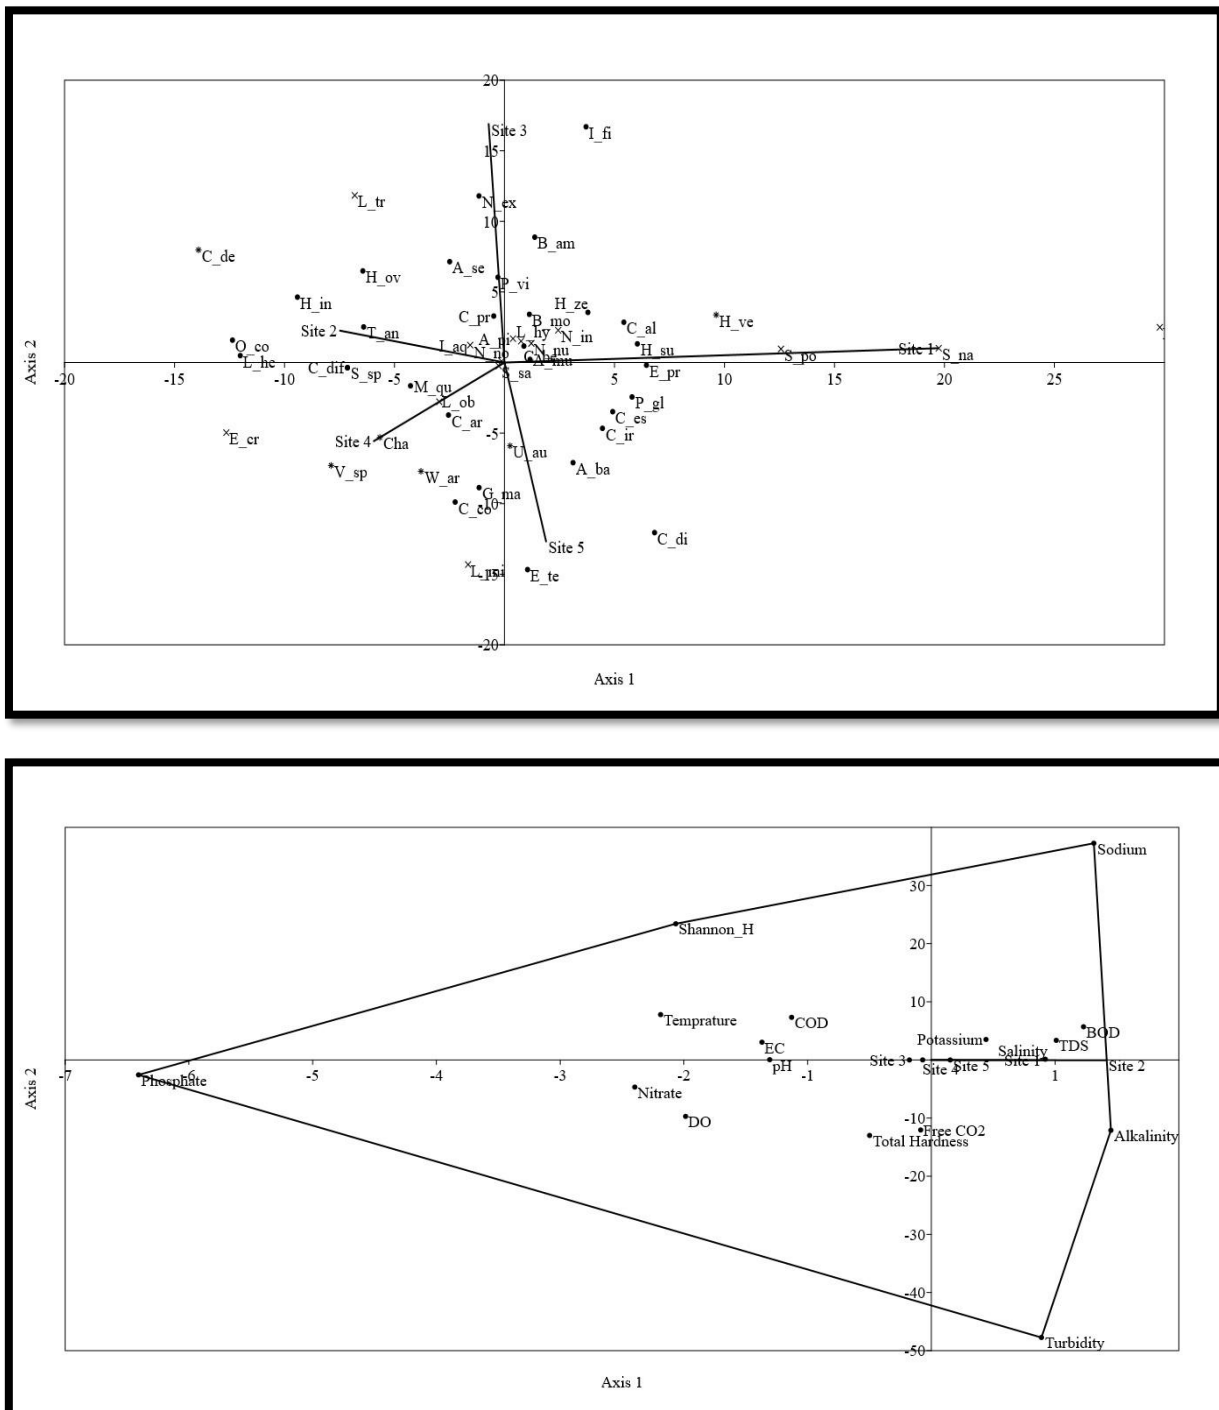 20
Site 3
I_fi
15
L_tr
N_ex
10
B_am
C_de
A_se
H_ov
P_vi
5
H_in
H_ze
C_pr
B_mo
C_al
H_ve
Site 2
T_an
L_hy
N_in
A_pi
O_co
N_no
N_nu
H_su
Site 1
S_na
S_po
L_he
A_mu
C_dif
S_sp
S_sa
E_pr
-20
-15
-10
-5
5
10
15
20
25
M_qu
P_gl
L_ob
C_es
C_ar
C_ir
E_cr
Site 4
Cha
-5
U_au
V_sp
W_ar
A_ba
G_ma
-10
C_co
C_di
Site 5
L_mi
-15
E_te
-20
Axis 2
Axis 1
Sodium
30
Shannon_H
20
Temprature
COD
10
BOD
Potassium
TDS
EC
Salinity
pH
Site 3
Site 4
Site 5
Site 1
Site 2
-7
-6
-5
-4
-3
-2
-1
1
Phosphate
Nitrate
DO
-10
Free CO2
Total Hardness
Alkalinity
-20
-30
-40
Turbidity
-50
Axis 2
Axis 1